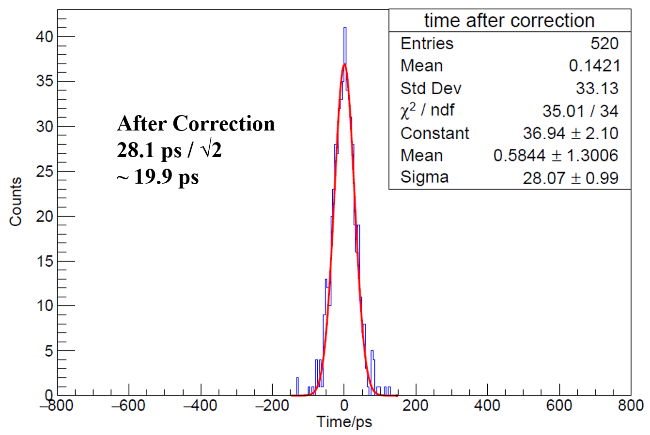 time after correction
Entries 520
Mean 0.1421
Std Dev 33.13
χ² / ndf 35.01 / 34
Constant 36.94 ± 2.10
Mean 0.5844 ± 1.3006
Sigma 28.07 ± 0.99
After Correction
28.1 ps / √2
~ 19.9 ps
Counts
40
35
30
25
20
15
10
5
0
−800 −600 −400 −200 0 200 400 600 800
Time/ps